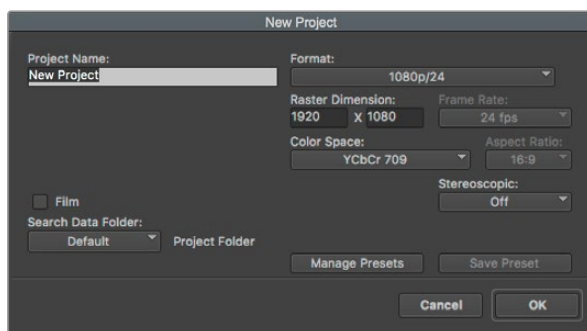 New Project
Project Name:
New Project
Format:
1080p/24
Raster Dimension:
Frame Rate:
1920 X 1080
24 fps
Color Space:
Aspect Ratio:
YCbCr 709
16:9
Stereoscopic:
Film
Off
Search Data Folder:
Default
Project Folder
Manage Presets
Save Preset
Cancel
OK